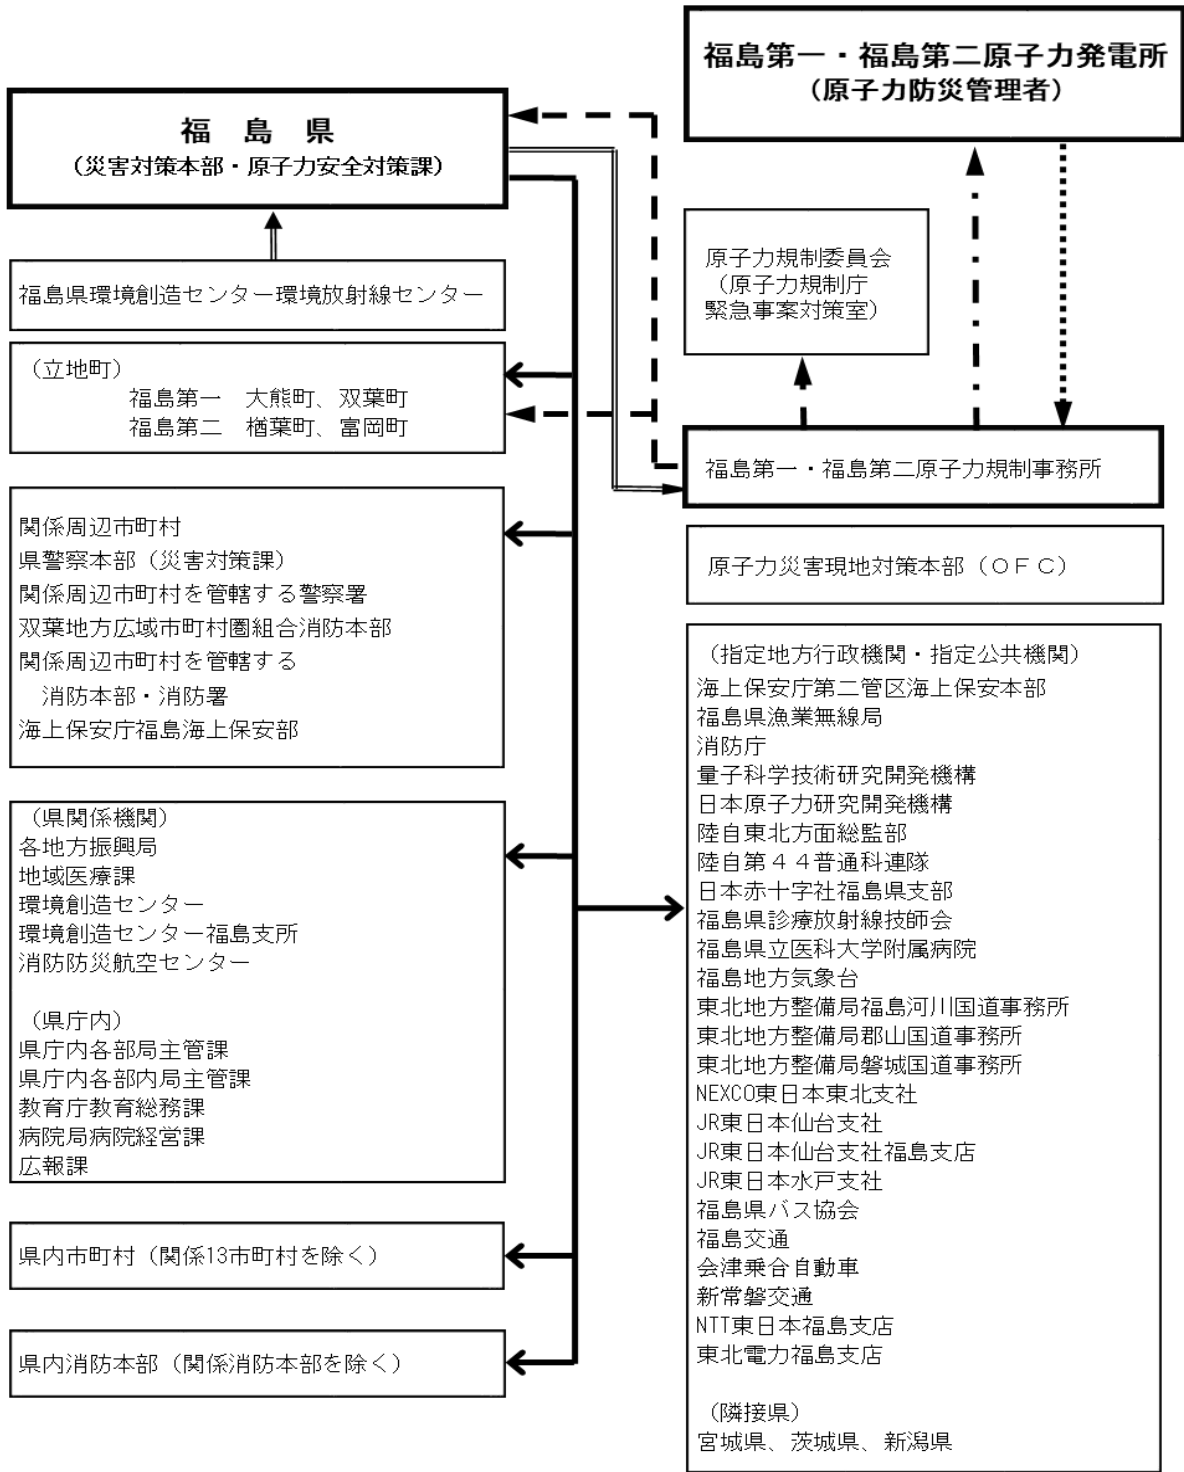 福島第一・福島第二原子力発電所
(原子力防災管理者)
福 島 県
(災害対策本部・原子力安全対策課)
福島県環境創造センター環境放射線センター
原子力規制委員会
(原子力規制庁
緊急事案対策室)
(立地町)
福島第一 大熊町、双葉町
福島第二 楢葉町、富岡町
福島第一・福島第二原子力規制事務所
関係周辺市町村
県警察本部(災害対策課)
関係周辺市町村を管轄する警察署
双葉地方広域市町村圏組合消防本部
関係周辺市町村を管轄する
消防本部・消防署
海上保安庁福島海上保安部
原子力災害現地対策本部(OFC)
(県関係機関)
各地方振興局
地域医療課
環境創造センター
環境創造センター福島支所
消防防災航空センター
(県庁内)
県庁内各部局主管課
県庁内各部内局主管課
教育庁教育総務課
病院局病院経営課
広報課
県内市町村(関係13市町村を除く)
県内消防本部(関係消防本部を除く)
(指定地方行政機関・指定公共機関)
海上保安庁第二管区海上保安本部
福島県漁業無線局
消防庁
量子科学技術研究開発機構
日本原子力研究開発機構
陸自東北方面総監部
陸自第44普通科連隊
日本赤十字社福島県支部
福島県診療放射線技師会
福島県立医科大学附属病院
福島地方気象台
東北地方整備局福島河川国道事務所
東北地方整備局郡山国道事務所
東北地方整備局磐城国道事務所
NEXCO東日本東北支社
JR東日本仙台支社
JR東日本仙台支社福島支店
JR東日本水戸支社
福島県バス協会
福島交通
会津乗合自動車
新常磐交通
NTT東日本福島支店
東北電力福島支店
(隣接県)
宮城県、茨城県、新潟県